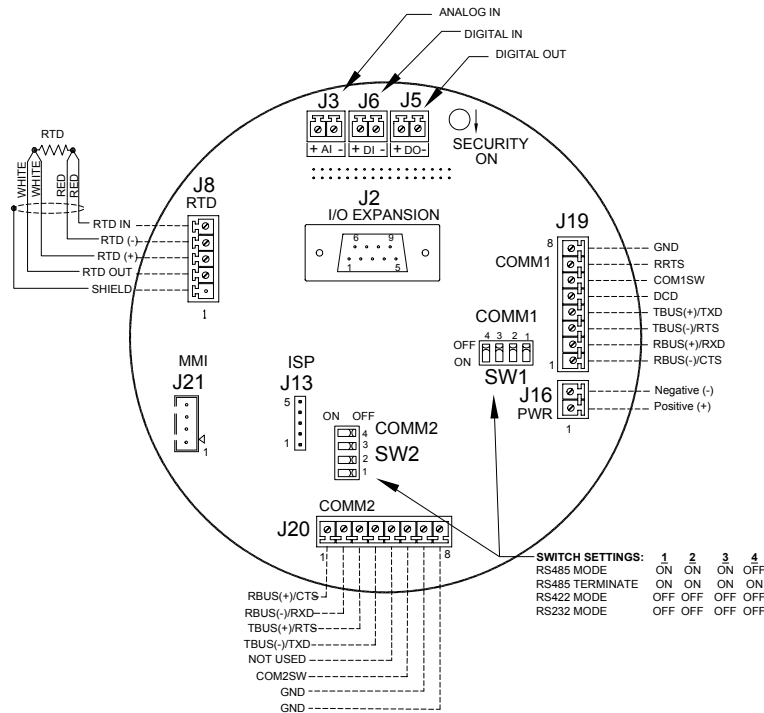 ANALOG IN
DIGITAL IN
DIGITAL OUT
J3 J6 J5
+ AI - + DI - + DO-
SECURITY
ON
RTD
WHITE
WHITE
RED
RED
J8
RTD
RTD IN
RTD (-)
RTD (+)
RTD OUT
SHIELD
1
J2
I/O EXPANSION
6 9
1 5
J19
8
COMM1
1
GND
RRTS
COM1SW
DCD
TBUS(+)/TXD
TBUS(-)/RTS
RBUS(+)/RXD
RBUS(-)/CTS
COMM1
4 3 2 1
OFF
ON
SW1
J16
PWR
1
Negative (-)
Positive (+)
MMI
J21
1
ISP
J13
5
1
ON OFF
4
3
2
1
COMM2
SW2
COMM2
J20
1 8
RBUS(+)/CTS
RBUS(-)/RXD
TBUS(+)/RTS
TBUS(-)/TXD
NOT USED
COM2SW
GND
GND
SWITCH SETTINGS: 1 2 3 4
RS485 MODE ON ON ON OFF
RS485 TERMINATE ON ON ON ON
RS422 MODE OFF OFF OFF OFF
RS232 MODE OFF OFF OFF OFF